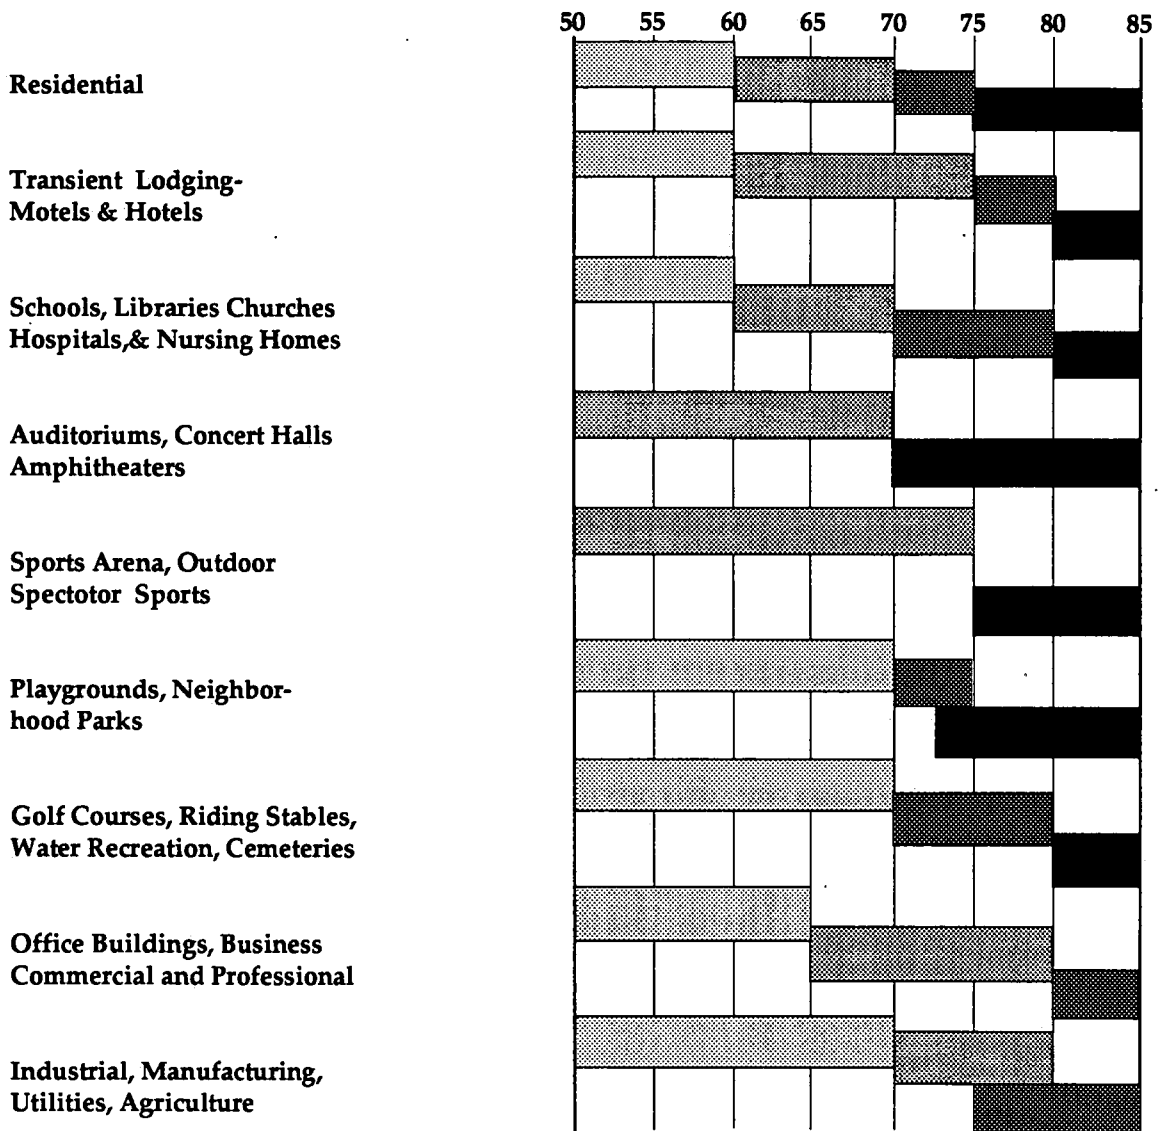 50 55 60 65 70 75 80 85
Residential
Transient Lodging-
Motels & Hotels
Schools, Libraries Churches
Hospitals,& Nursing Homes
Auditoriums, Concert Halls
Amphitheaters
Sports Arena, Outdoor
Spectotor Sports
Playgrounds, Neighbor-
hood Parks
Golf Courses, Riding Stables,
Water Recreation, Cemeteries
Office Buildings, Business
Commercial and Professional
Industrial, Manufacturing,
Utilities, Agriculture